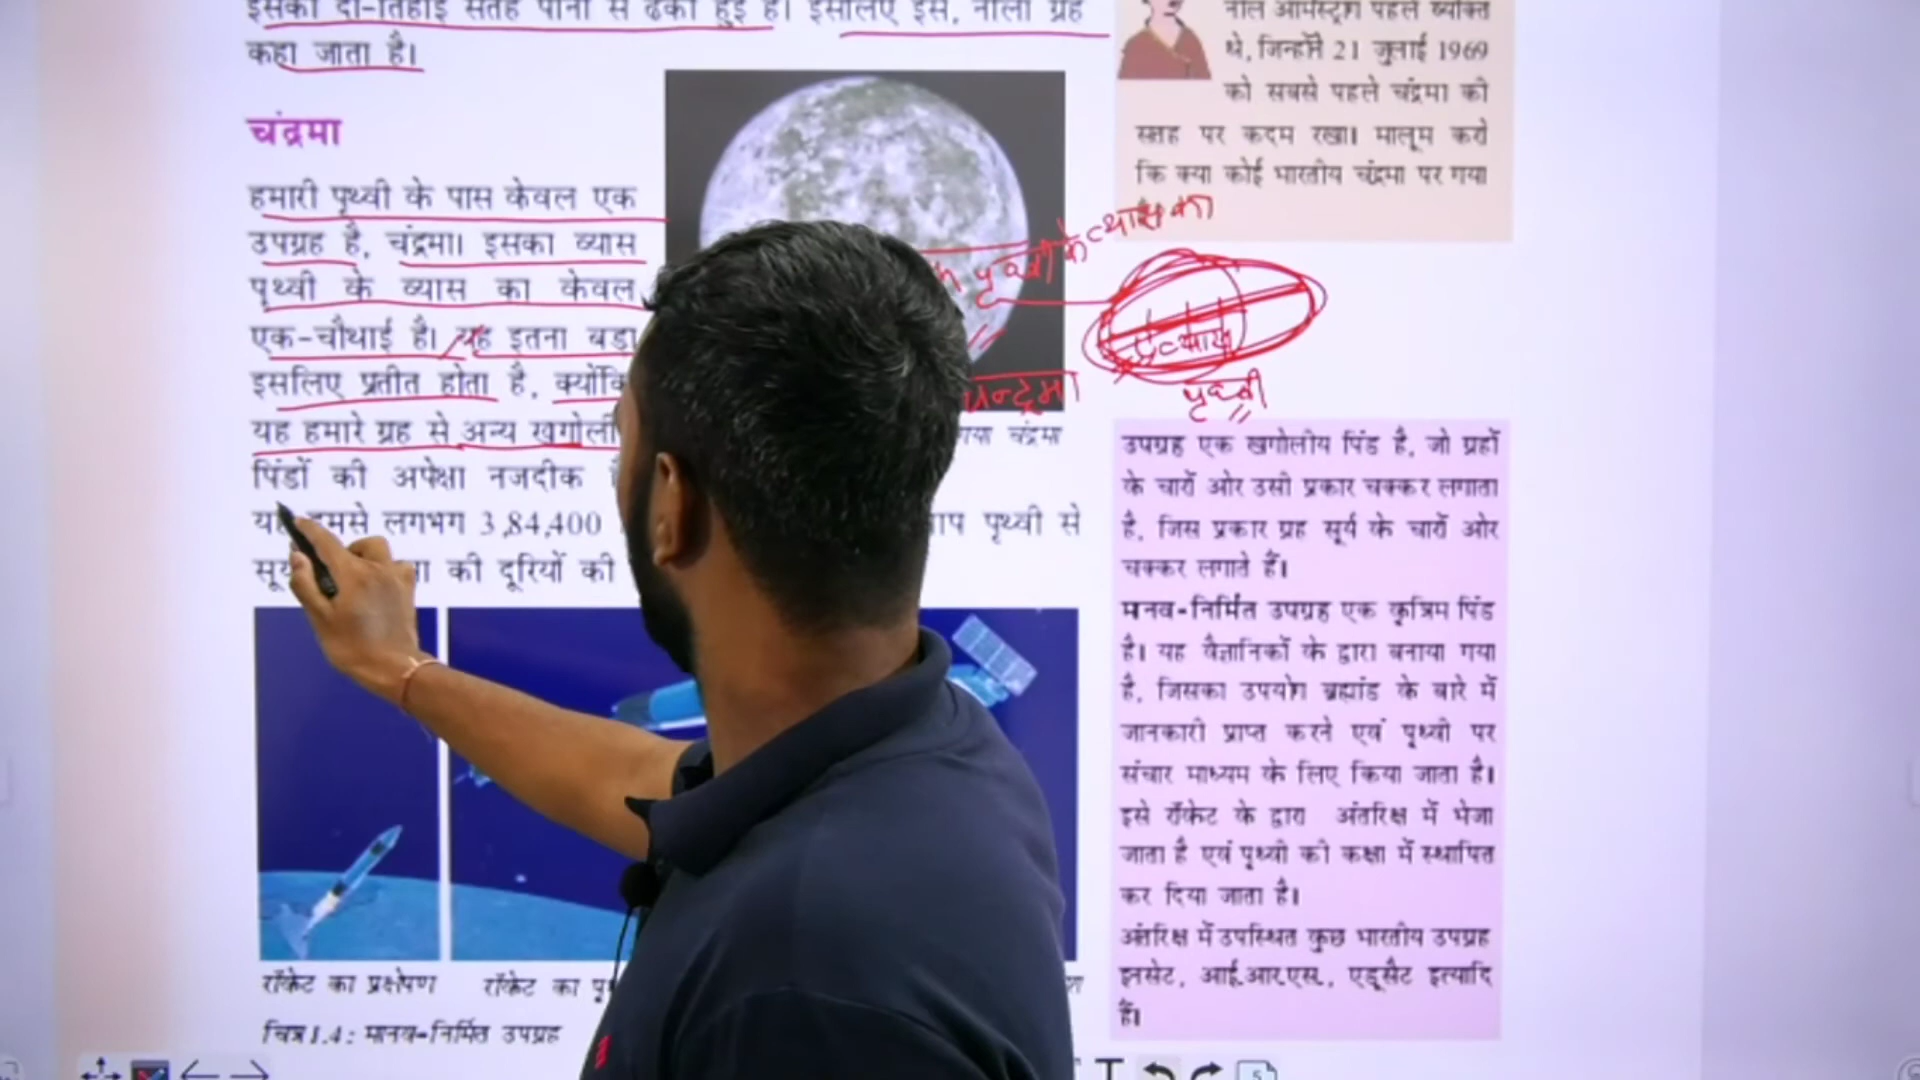 इसकी दो-तिहाई सतह पानी से ढकी हुई है। इसलिए इसे, नीला ग्रह
कहा जाता है।
चंद्रमा
हमारी पृथ्वी के पास केवल एक
उपग्रह है, चंद्रमा। इसका व्यास
पृथ्वी के व्यास का केवल
एक-चौथाई है। यह इतना बड़ा
इसलिए प्रतीत होता है, क्योंकि
यह हमारे ग्रह से अन्य खगोली
पिंडों की अपेक्षा नजदीक
हमसे लगभग 3,84,400
पृथ्वी से
की दूरियों की
पृथ्वी के व्यास का
चन्द्रमा
पृथ्वी
चंद्रमा
रॉकेट का प्रक्षेपण
रॉकेट का
चित्र 1.4 : मानव-निर्मित उपग्रह
नील आर्मस्ट्रांग पहले व्यक्ति
थे, जिन्होंने 21 जुलाई 1969
को सबसे पहले चंद्रमा की
सतह पर कदम रखा। मालूम करो
कि क्या कोई भारतीय चंद्रमा पर गया
उपग्रह एक खगोलीय पिंड है, जो ग्रहों
के चारों ओर उसी प्रकार चक्कर लगाता
है, जिस प्रकार ग्रह सूर्य के चारों ओर
चक्कर लगाते हैं।
मानव-निर्मित उपग्रह एक कृत्रिम पिंड
है। यह वैज्ञानिकों के द्वारा बनाया गया
है, जिसका उपयोग ब्रह्मांड के बारे में
जानकारी प्राप्त करने एवं पृथ्वी पर
संचार माध्यम के लिए किया जाता है।
इसे रॉकेट के द्वारा अंतरिक्ष में भेजा
जाता है एवं पृथ्वी की कक्षा में स्थापित
कर दिया जाता है।
अंतरिक्ष में उपस्थित कुछ भारतीय उपग्रह
इनसेट, आई.आर.एस., एडूसैट इत्यादि
हैं।